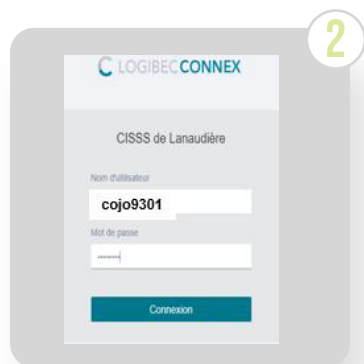 2
LOGIBEC CONNEX
CISSS de Lanaudière
Nom d'utilisateur
cojo9301
Mot de passe
Connexion